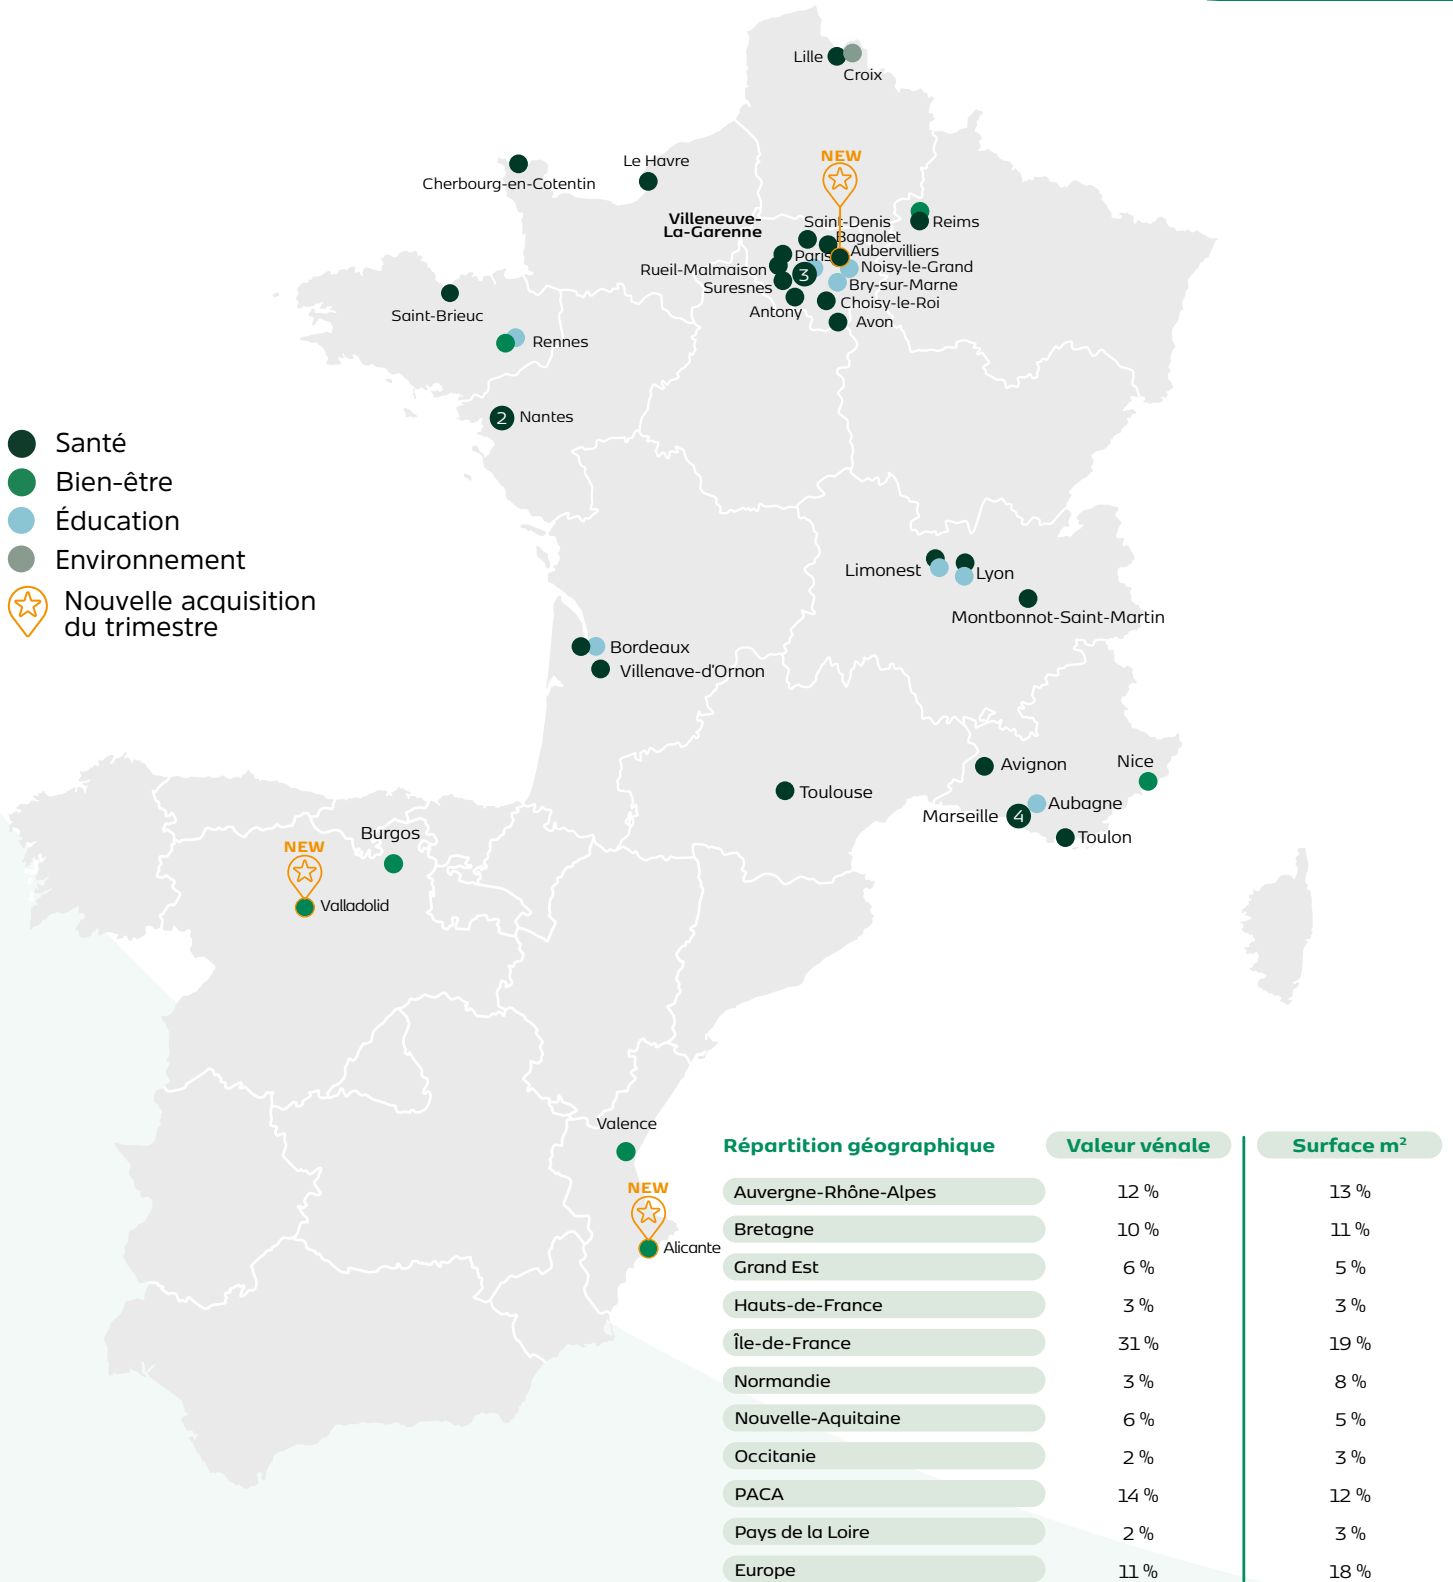 Lille
Croix
NEW
Le Havre
Cherbourg-en-Cotentin
Villeneuve-
La-Garenne
Saint-Denis
Reims
Bagnolet
Paris
Aubervilliers
Rueil-Malmaison
3
Noisy-le-Grand
Suresnes
Bry-sur-Marne
Antony
Choisy-le-Roi
Avon
Saint-Brieuc
Rennes
2
Nantes
Santé
Bien-être
Éducation
Environnement
Nouvelle acquisition
du trimestre
Limonest
Lyon
Montbonnot-Saint-Martin
Bordeaux
Villenave-d'Ornon
Avignon
Nice
Toulouse
Aubagne
Marseille
4
Toulon
Burgos
NEW
Valladolid
Valence
NEW
Alicante
Répartition géographique Valeur vénale Surface m²
Auvergne-Rhône-Alpes 12 % 13 %
Bretagne 10 % 11 %
Grand Est 6 % 5 %
Hauts-de-France 3 % 3 %
Île-de-France 31 % 19 %
Normandie 3 % 8 %
Nouvelle-Aquitaine 6 % 5 %
Occitanie 2 % 3 %
PACA 14 % 12 %
Pays de la Loire 2 % 3 %
Europe 11 % 18 %